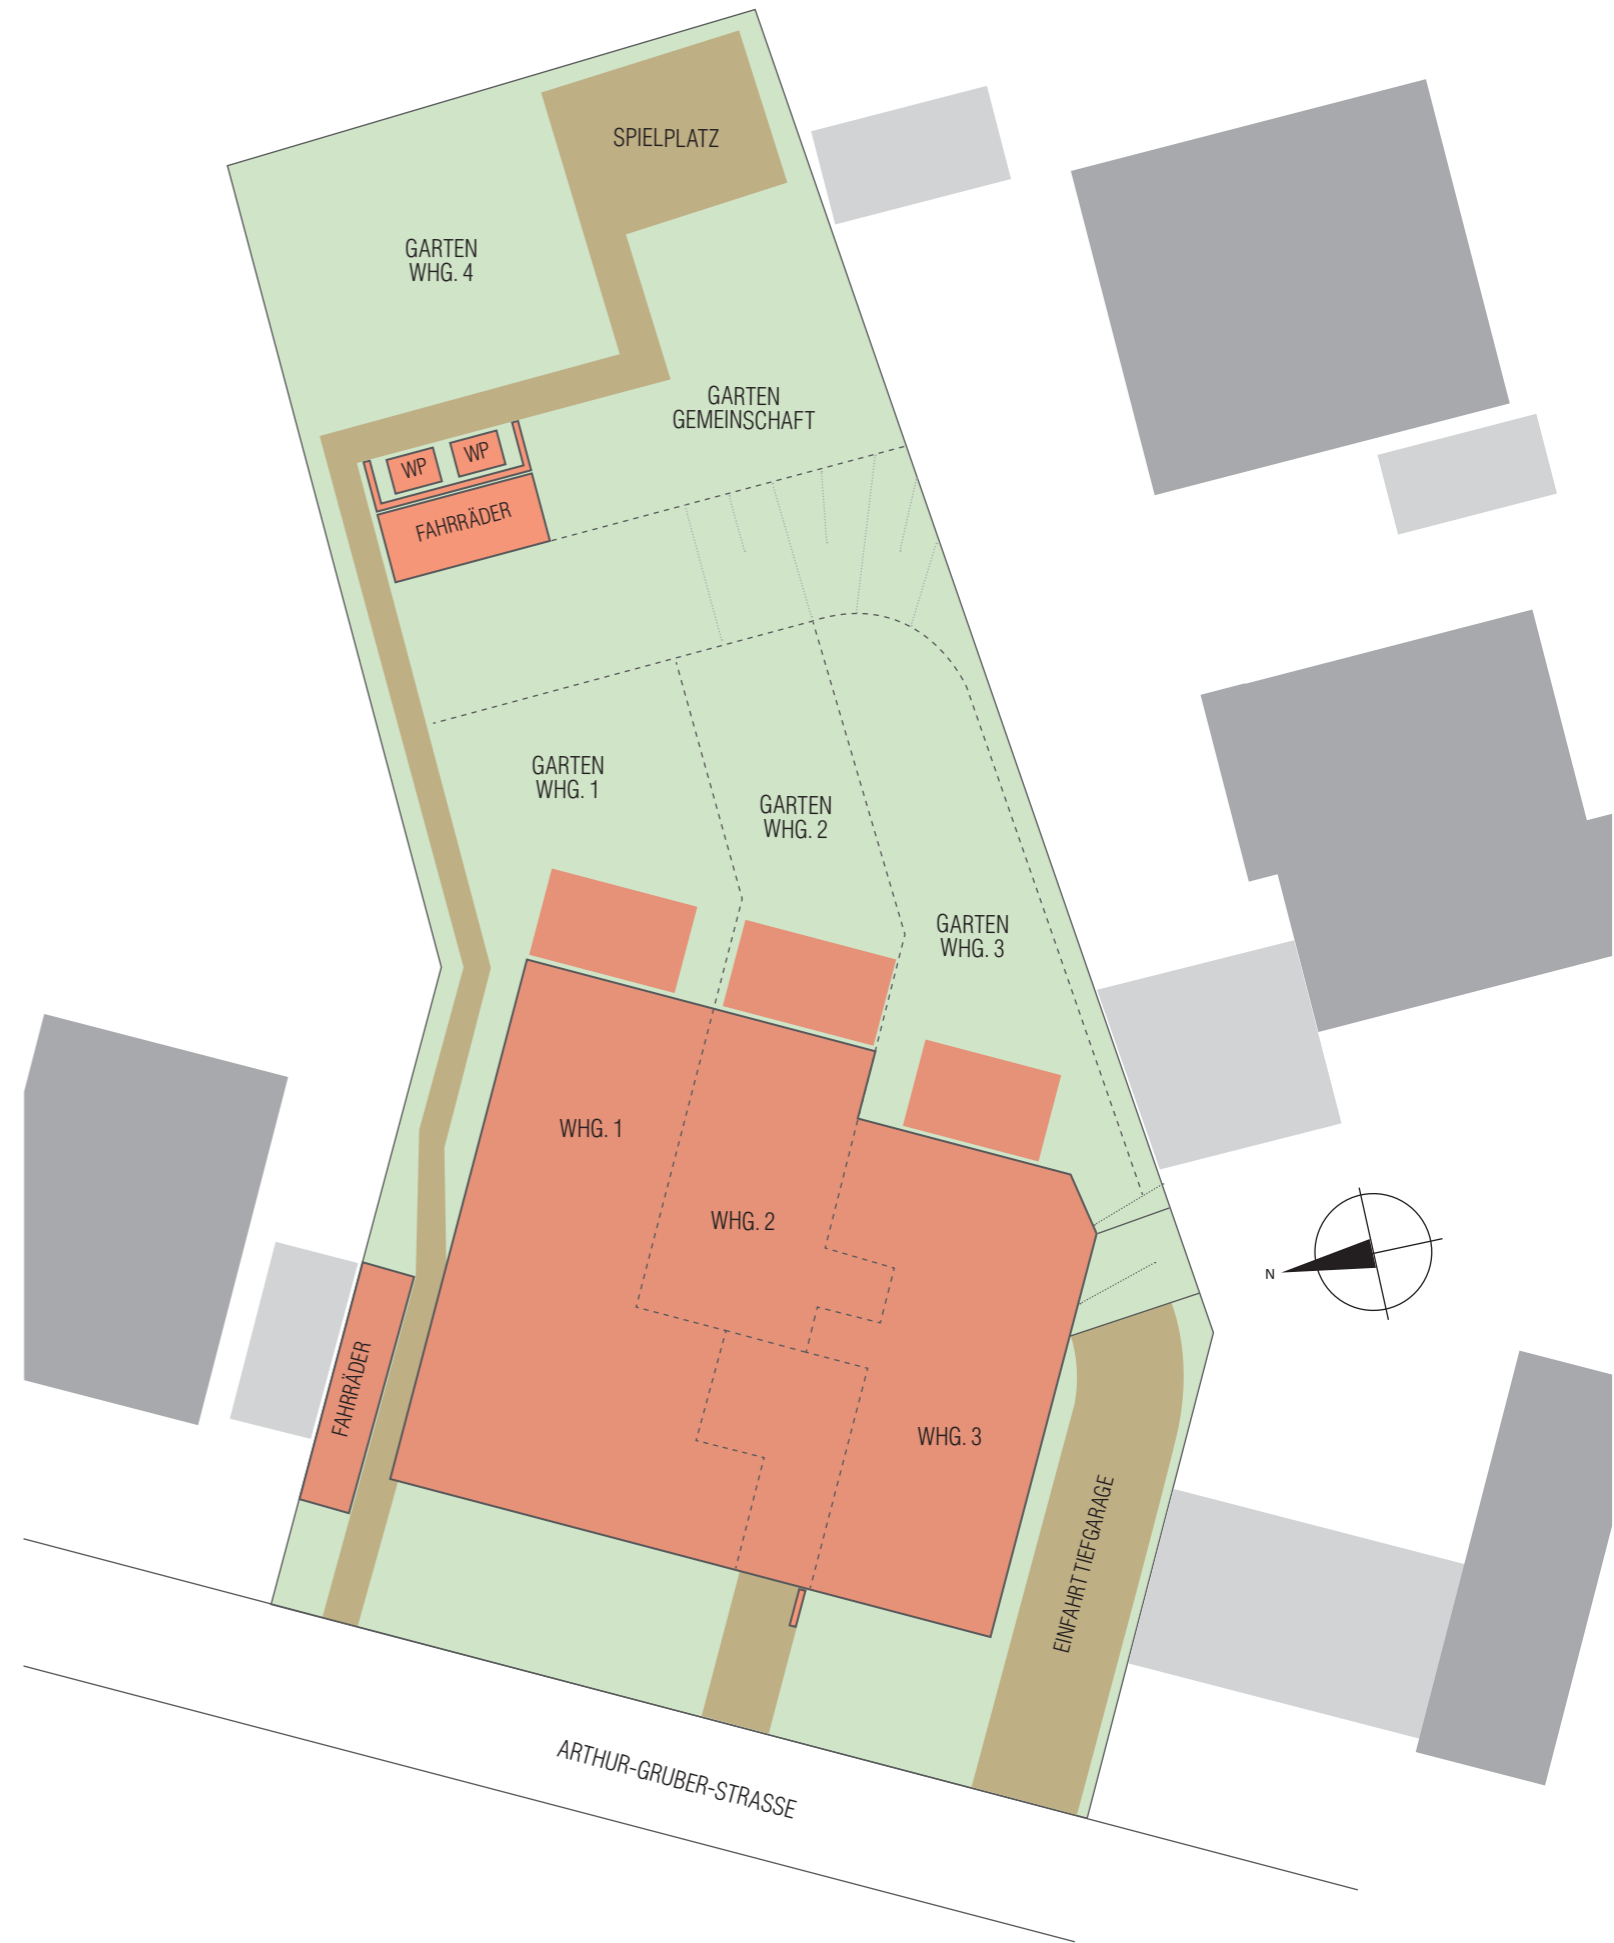 SPIELPLATZ
GARTEN
WHG. 4
GARTEN
GEMEINSCHAFT
WP
WP
FAHRRÄDER
GARTEN
WHG. 1
GARTEN
WHG. 2
GARTEN
WHG. 3
WHG. 1
WHG. 2
N
FAHRRÄDER
WHG. 3
EINFAHRT TIEFGARAGE
ARTHUR-GRUBER-STRASSE